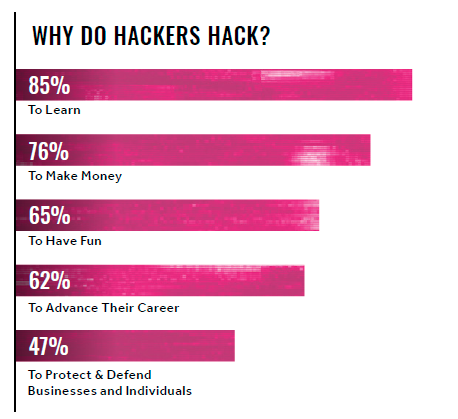 WHY DO HACKERS HACK?
85%
To Learn
76%
To Make Money
65%
To Have Fun
62%
To Advance Their Career
47%
To Protect & Defend
Businesses and Individuals